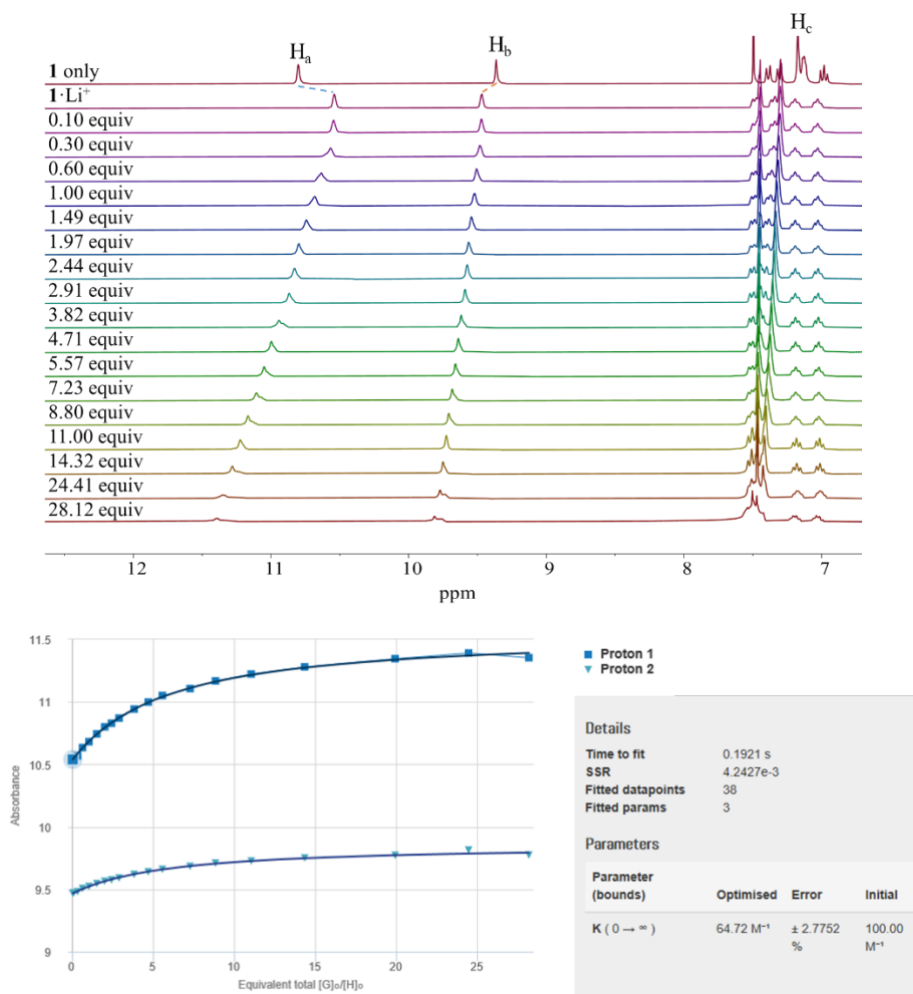 Hₐ
H_b
H_c
1 only
1·Li⁺
0.10 equiv
0.30 equiv
0.60 equiv
1.00 equiv
1.49 equiv
1.97 equiv
2.44 equiv
2.91 equiv
3.82 equiv
4.71 equiv
5.57 equiv
7.23 equiv
8.80 equiv
11.00 equiv
14.32 equiv
24.41 equiv
28.12 equiv
12 11 10 9 8 7
ppm
11.5
11
10.5
10
9.5
9
Absorbance
0 5 10 15 20 25
Equivalent total [G]₀/[H]₀
Proton 1
Proton 2
Details
Time to fit 0.1921 s
SSR 4.2427e-3
Fitted datapoints 38
Fitted params 3
Parameters
Parameter (bounds) Optimised Error Initial
K ( 0 → ∞ ) 64.72 M⁻¹ ± 2.7752 % 100.00 M⁻¹